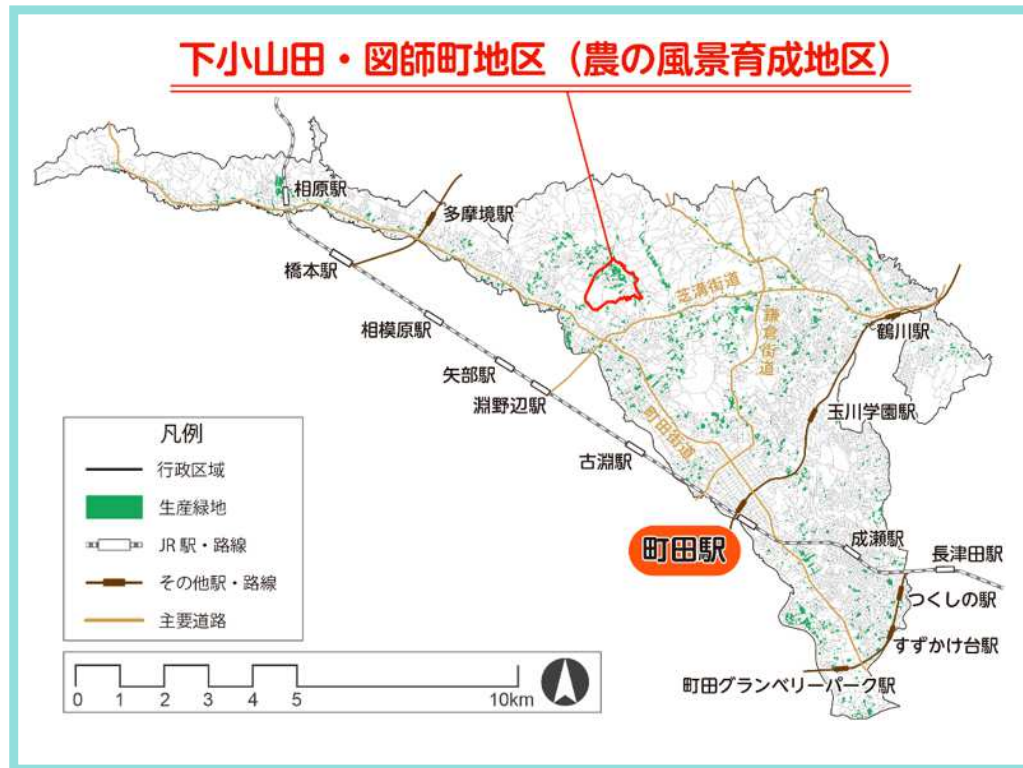 下小山田・図師町地区（農の風景育成地区）
相原駅
多摩境駅
橋本駅
相模原駅
矢部駅
淵野辺駅
古淵駅
芝溝街道
鎌倉街道
町田街道
鶴川駅
玉川学園駅
町田駅
成瀬駅
長津田駅
つくしの駅
すずかけ台駅
町田グランベリーパーク駅
凡例
行政区域
生産緑地
JR駅・路線
その他駅・路線
主要道路
0 1 2 3 4 5 10km